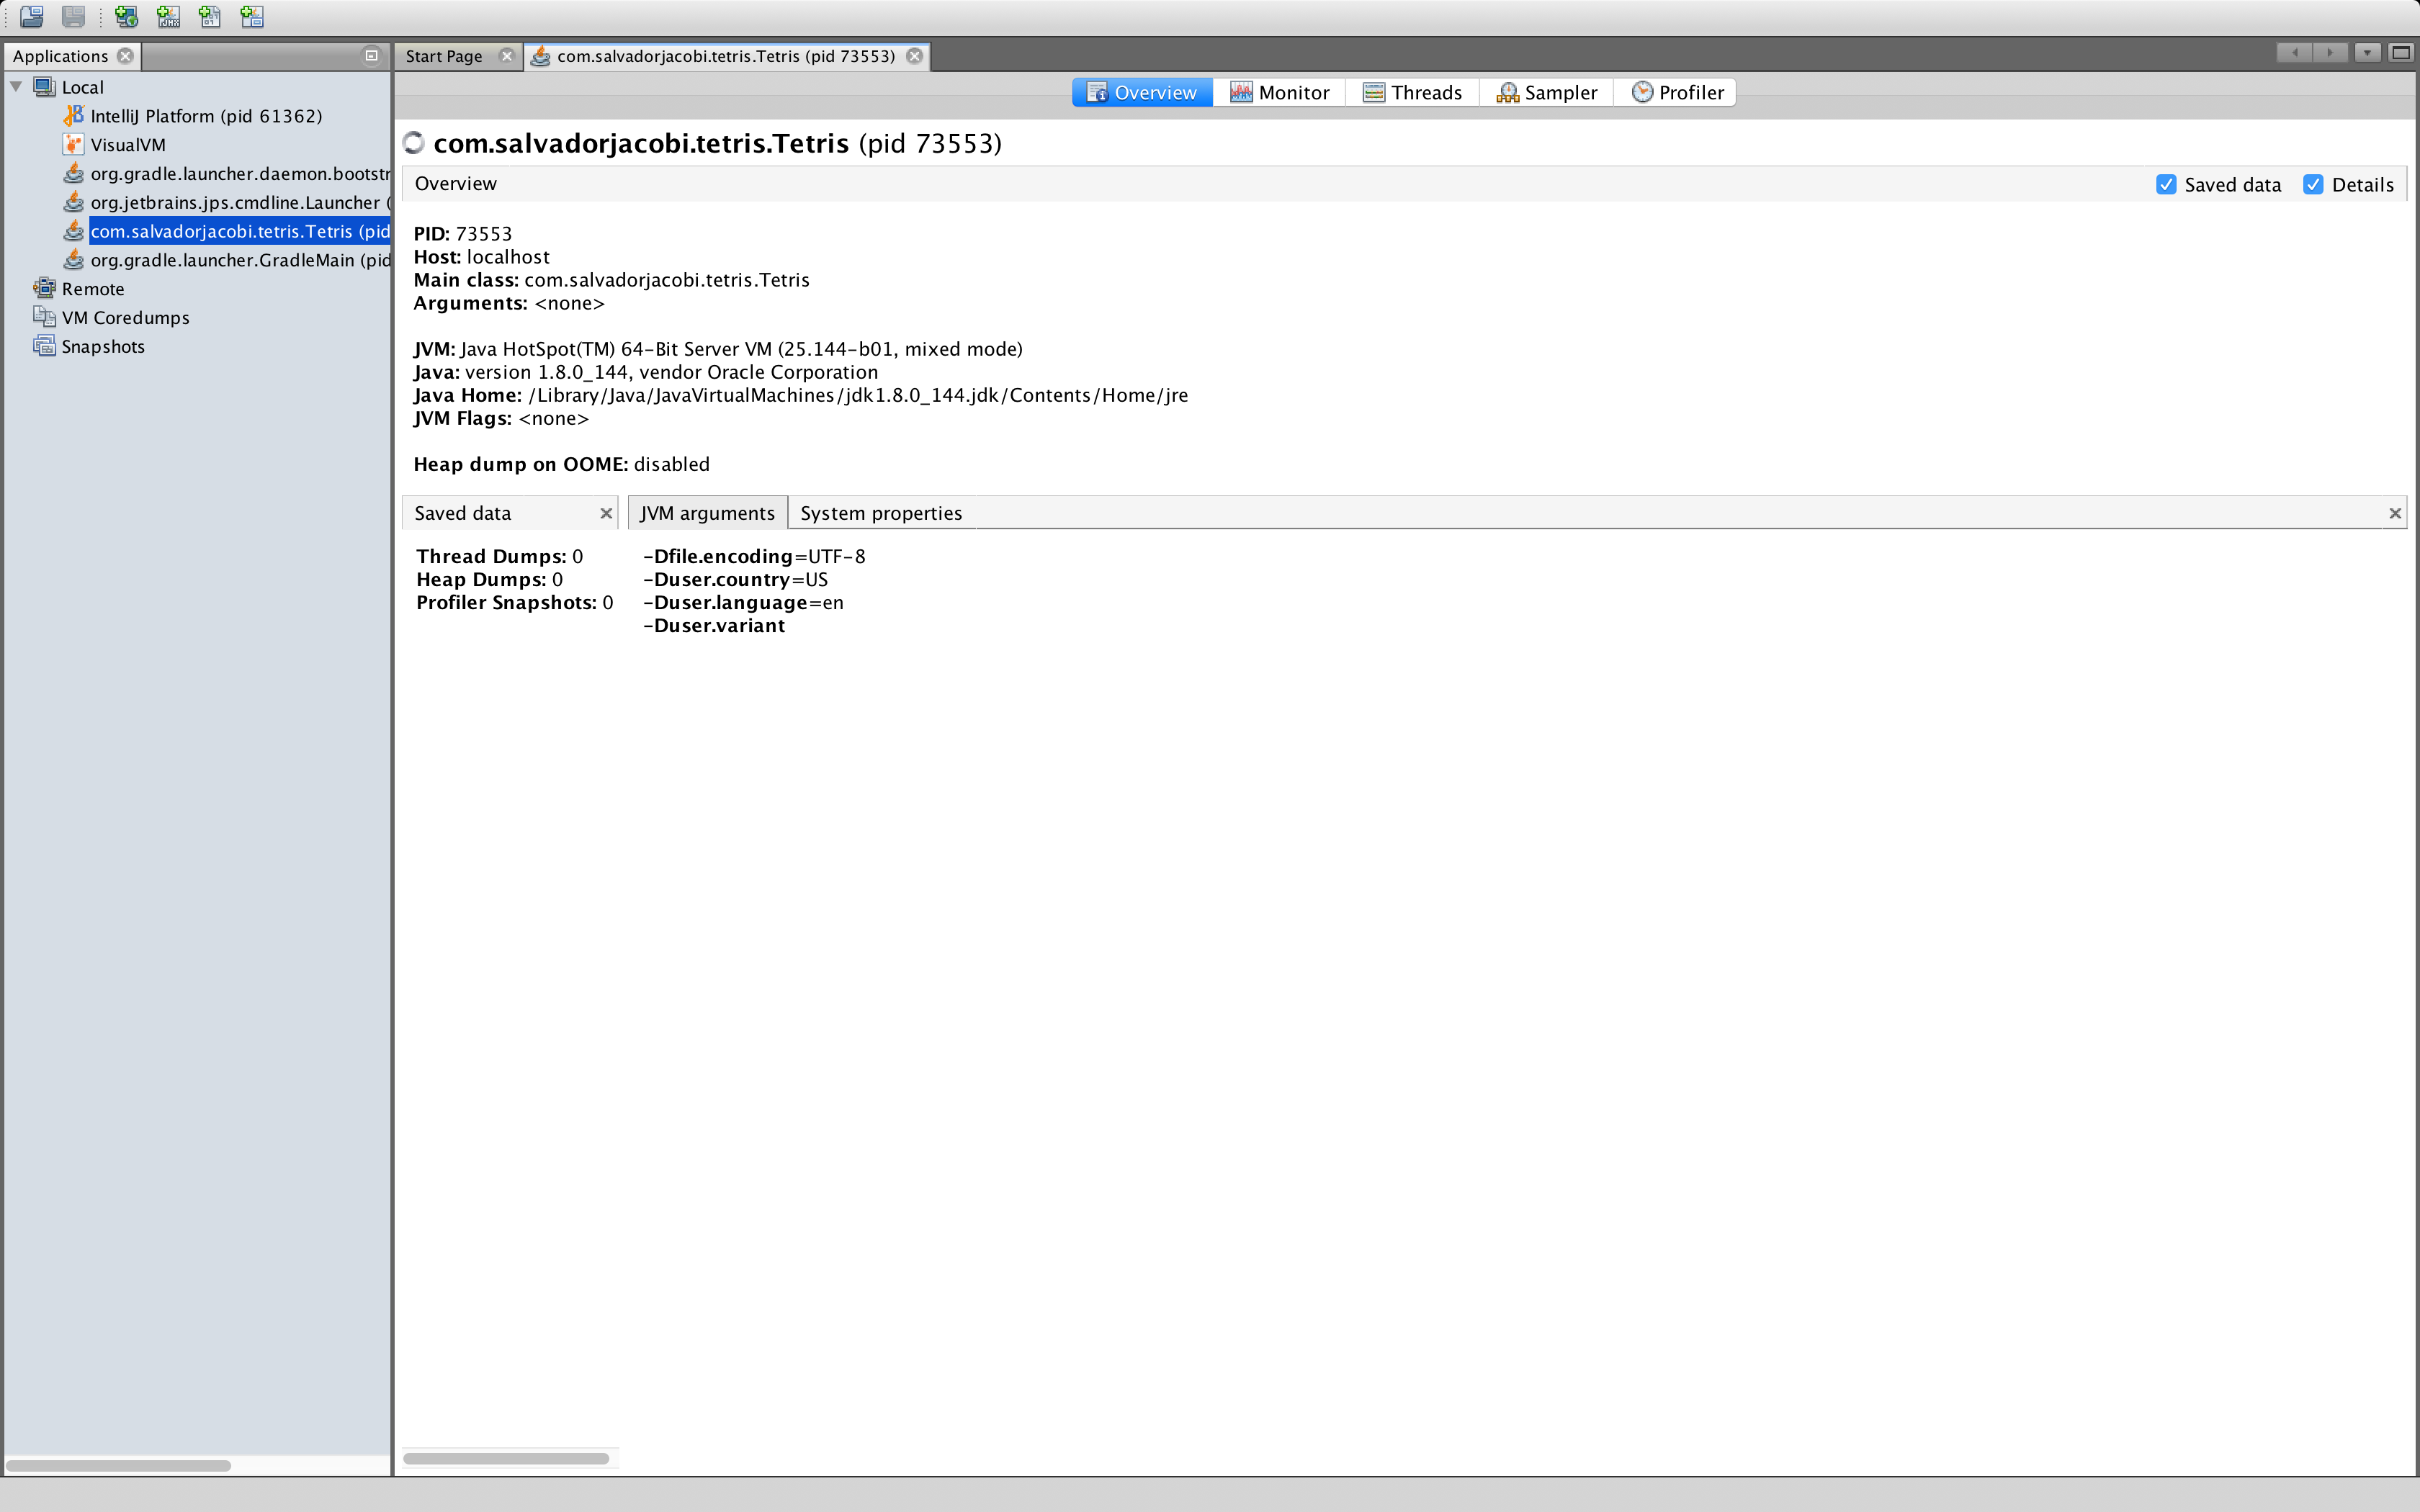 Applications
Start Page
com.salvadorjacobi.tetris.Tetris (pid 73553)
Local
IntelliJ Platform (pid 61362)
VisualVM
org.gradle.launcher.daemon.bootstr
org.jetbrains.jps.cmdline.Launcher (
com.salvadorjacobi.tetris.Tetris (pid
org.gradle.launcher.GradleMain (pid
Remote
VM Coredumps
Snapshots
Overview
Monitor
Threads
Sampler
Profiler
com.salvadorjacobi.tetris.Tetris (pid 73553)
Overview
Saved data
Details
PID: 73553
Host: localhost
Main class: com.salvadorjacobi.tetris.Tetris
Arguments: <none>
JVM: Java HotSpot(TM) 64-Bit Server VM (25.144-b01, mixed mode)
Java: version 1.8.0_144, vendor Oracle Corporation
Java Home: /Library/Java/JavaVirtualMachines/jdk1.8.0_144.jdk/Contents/Home/jre
JVM Flags: <none>
Heap dump on OOME: disabled
Saved data
Thread Dumps: 0
Heap Dumps: 0
Profiler Snapshots: 0
JVM arguments
System properties
-Dfile.encoding=UTF-8
-Duser.country=US
-Duser.language=en
-Duser.variant